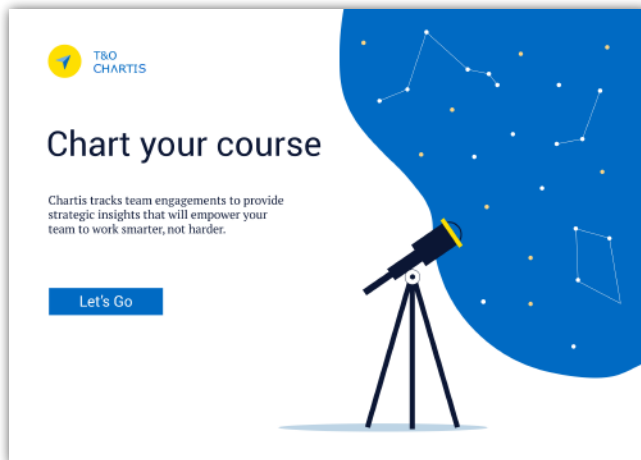 T&O
CHARTIS
Chart your course
Chartis tracks team engagements to provide
strategic insights that will empower your
team to work smarter, not harder.
Let's Go